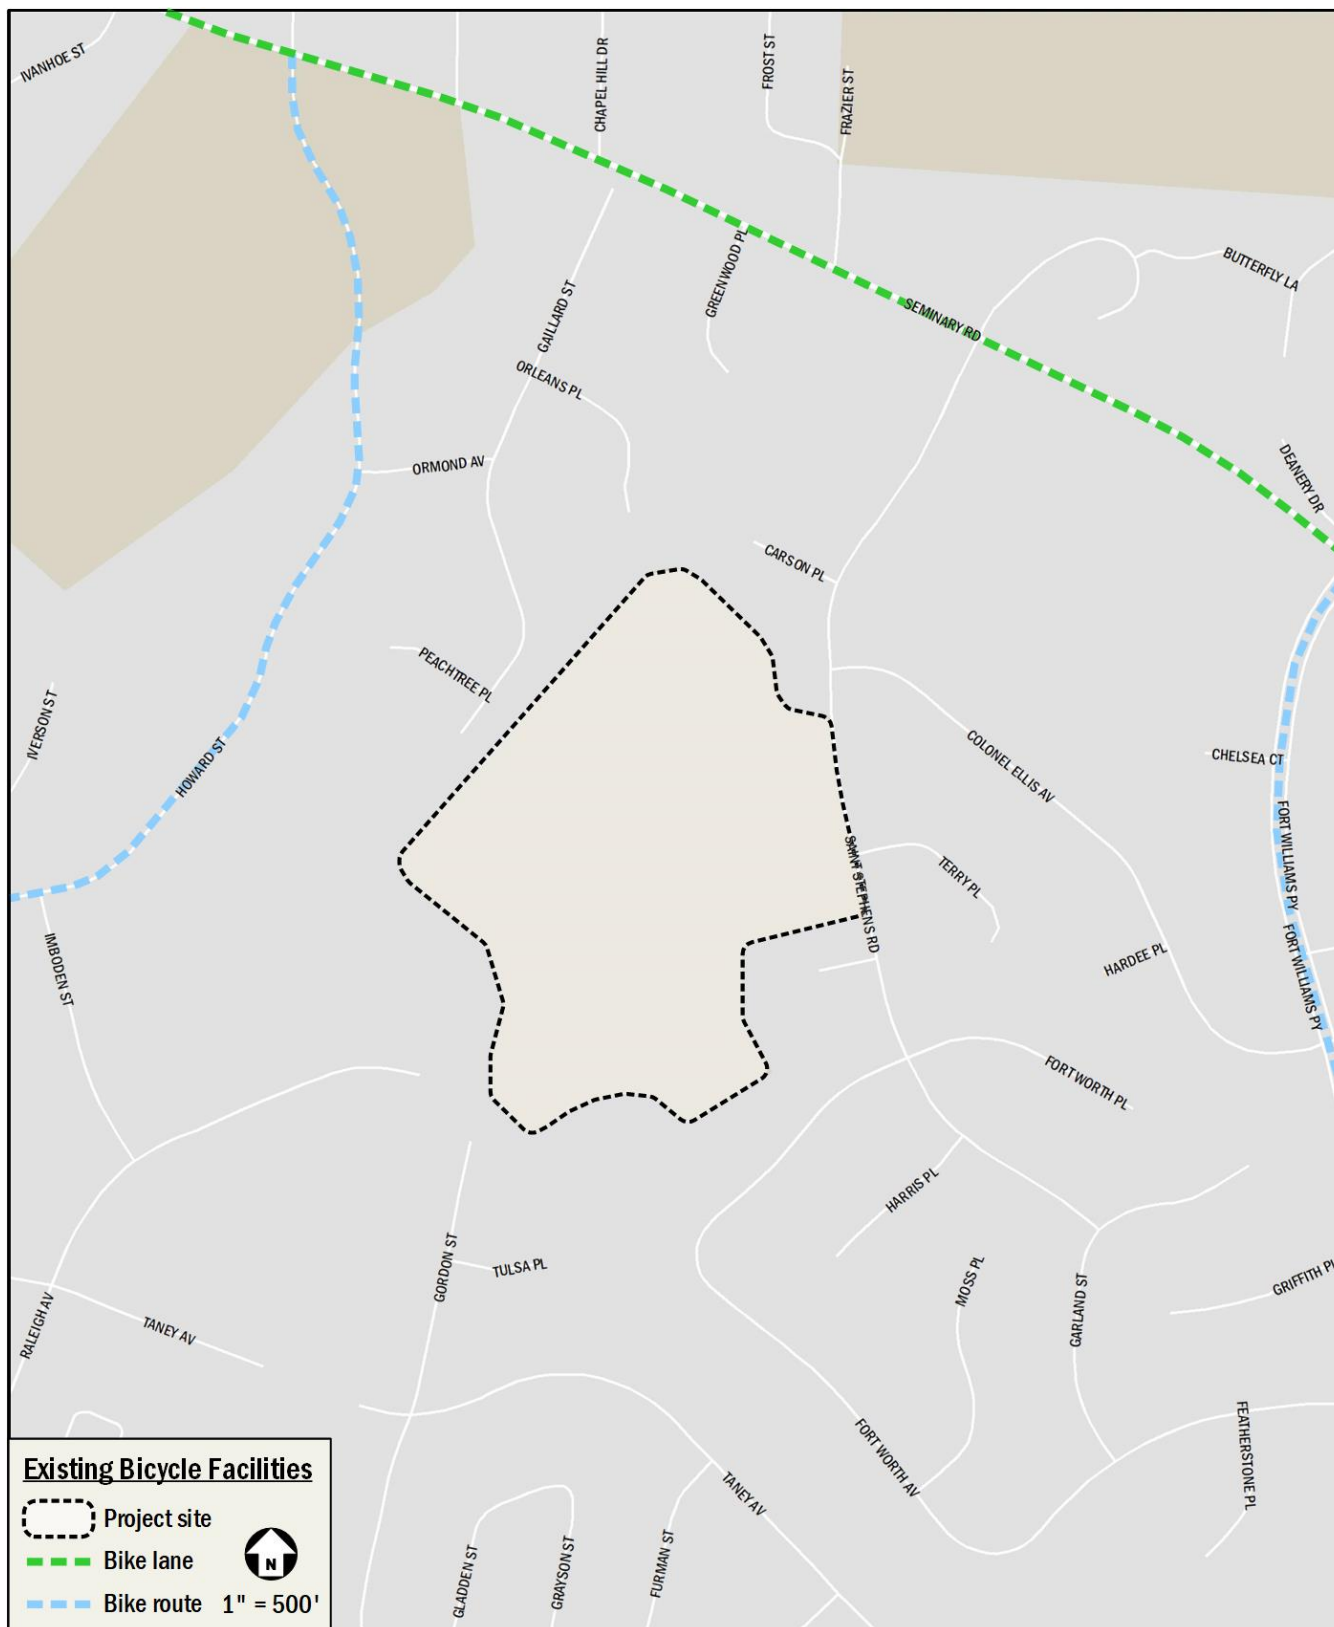 IVANHOE ST
CHAPEL HILL DR
FROST ST
FRAZIER ST
GREENWOOD PL
BUTTERFLY LA
GAILLARD ST
SEMINARY RD
ORLEANS PL
ORMOND AV
DEANERY DR
CARSON PL
PEACHTREE PL
IVERSON ST
HOWARD ST
COLONEL ELLIS AV
CHELSEA CT
FORT WILLIAMS PY
SAINT STEPHENS RD
TERRY PL
IMBODEN ST
HARDEE PL
FORT WILLIAMS PY
FORT WORTH PL
HARRIS PL
GORDON ST
TULSA PL
MOSS PL
GARLAND ST
GRIFFITH PL
RALEIGH AV
TANEY AV
FORT WORTH AV
FEATHERSTONE PL
TANEY AV
GLADDEN ST
GRAYSON ST
FURMAN ST
Existing Bicycle Facilities
Project site
Bike lane
N
Bike route 1" = 500'